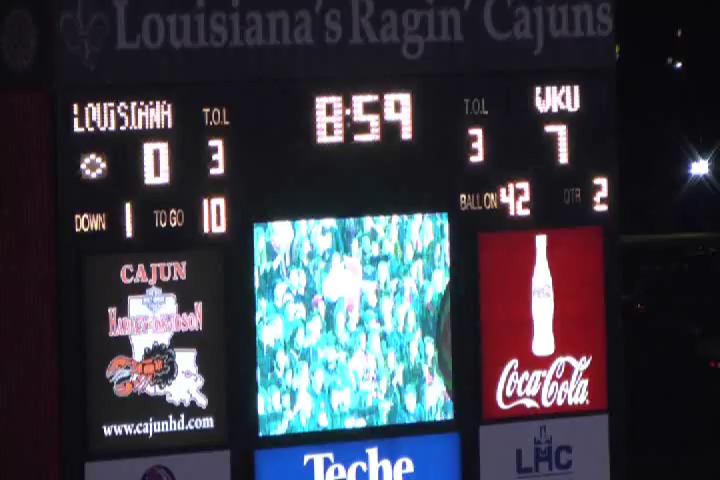 Louisiana's Ragin' Cajuns
LOUISIANA T.O.L 8:59 T.O.L WKU
0 3 3 7
DOWN 1 TO GO 10 BALL ON 42 QTR 2
CAJUN
HARLEY-DAVIDSON
www.cajunhd.com
Coca-Cola
Teche
LHC